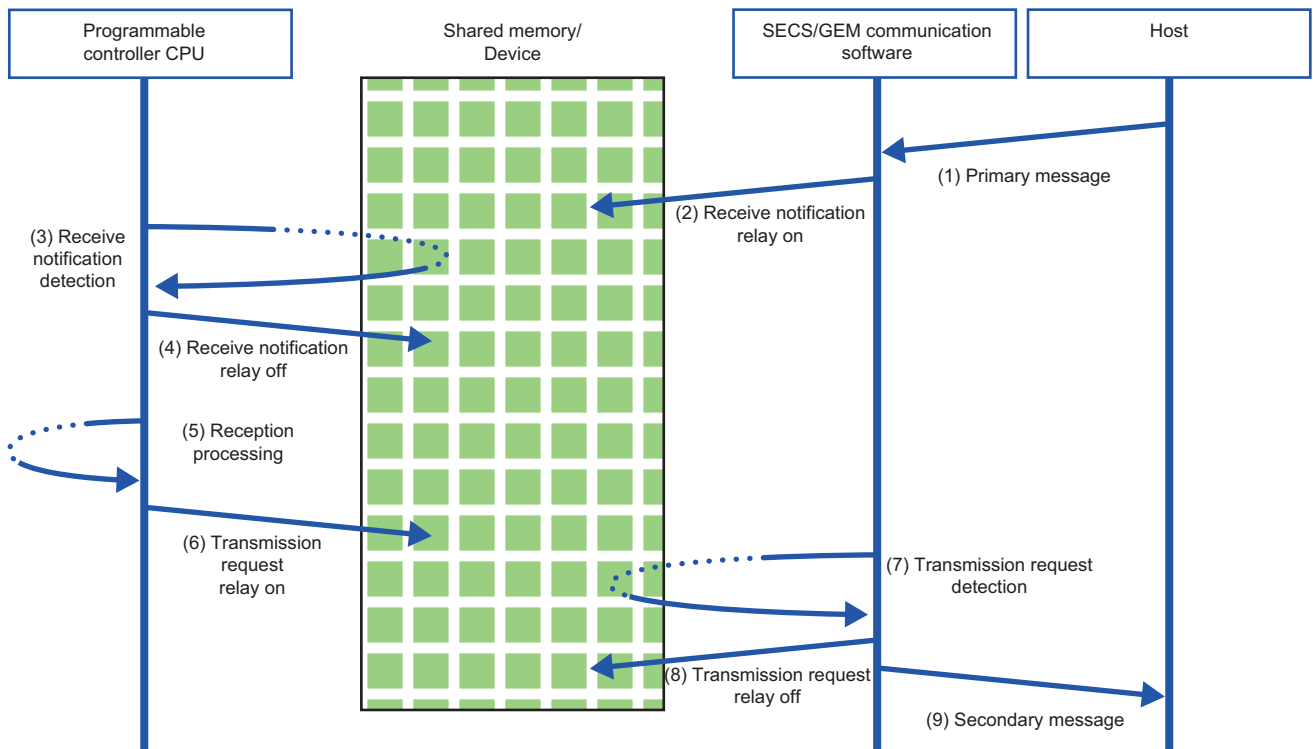 Programmable
controller CPU
Shared memory/
Device
SECS/GEM communication
software
Host
(1) Primary message
(2) Receive notification
relay on
(3) Receive
notification
detection
(4) Receive notification
relay off
(5) Reception
processing
(6) Transmission
request
relay on
(7) Transmission request
detection
(8) Transmission request
relay off
(9) Secondary message